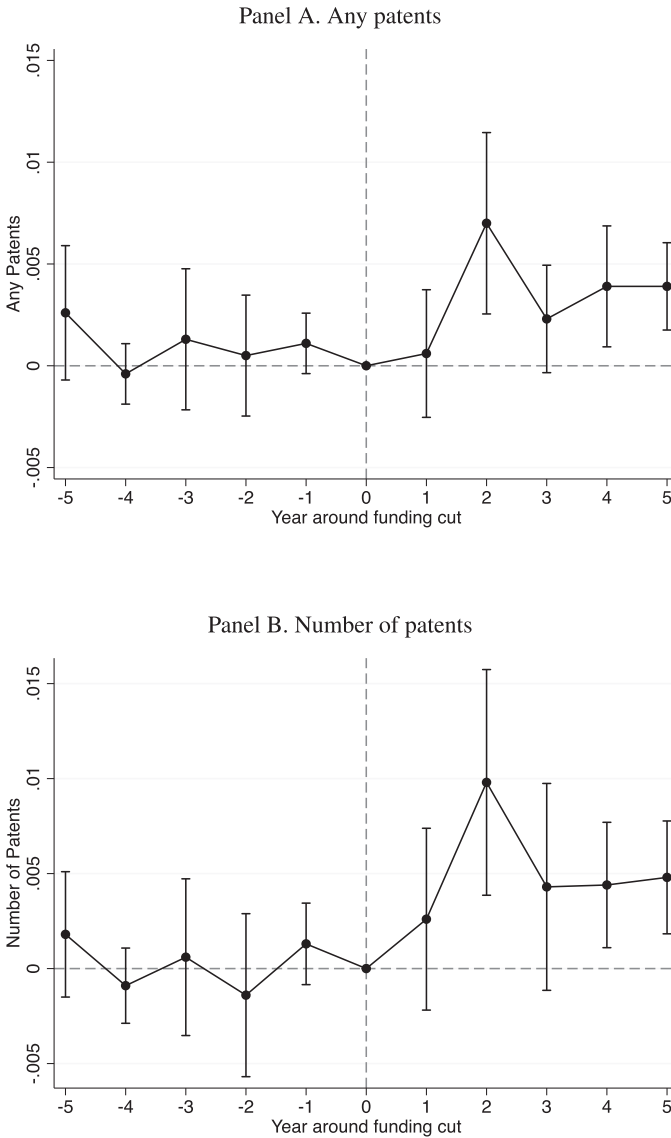 Panel A. Any patents
.015
.01
.005
0
-.005
Any Patents
-5 -4 -3 -2 -1 0 1 2 3 4 5
Year around funding cut
Panel B. Number of patents
.015
.01
.005
0
-.005
Number of Patents
-5 -4 -3 -2 -1 0 1 2 3 4 5
Year around funding cut